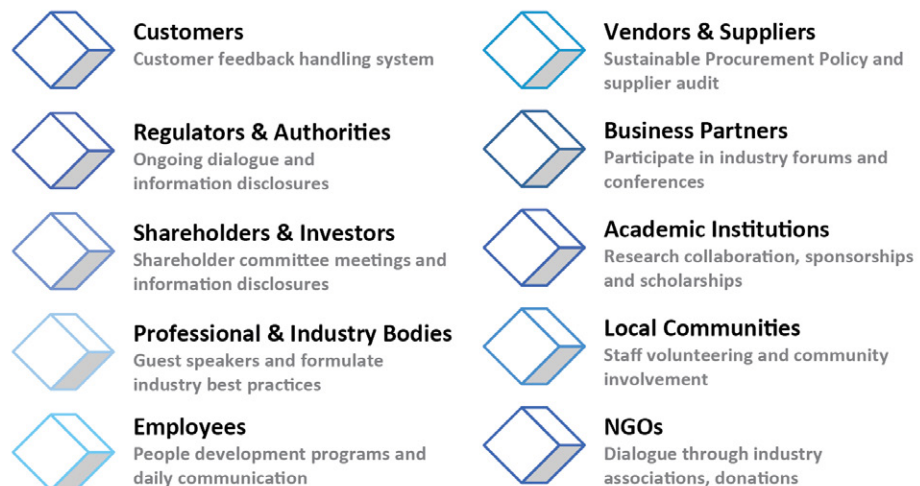 Customers
Customer feedback handling system
Regulators & Authorities
Ongoing dialogue and
information disclosures
Shareholders & Investors
Shareholder committee meetings and
information disclosures
Professional & Industry Bodies
Guest speakers and formulate
industry best practices
Employees
People development programs and
daily communication
Vendors & Suppliers
Sustainable Procurement Policy and
supplier audit
Business Partners
Participate in industry forums and
conferences
Academic Institutions
Research collaboration, sponsorships
and scholarships
Local Communities
Staff volunteering and community
involvement
NGOs
Dialogue through industry
associations, donations